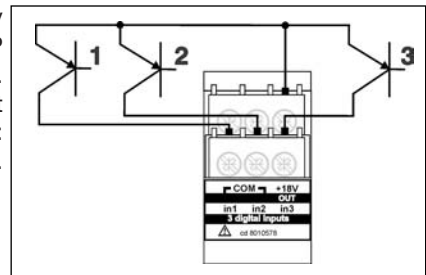 1 2 3
COM +18V
OUT
in1 in2 in3
3 digital inputs
cd 8010578